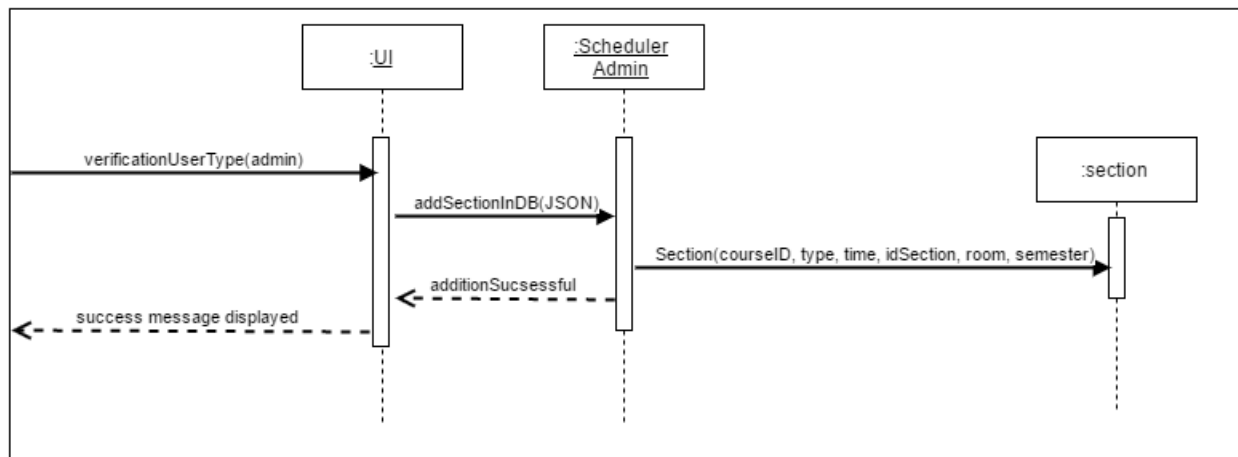 :UI
:Scheduler
Admin
:section
verificationUserType(admin)
addSectionInDB(JSON)
Section(courseID, type, time, idSection, room, semester)
additionSucsessful
success message displayed